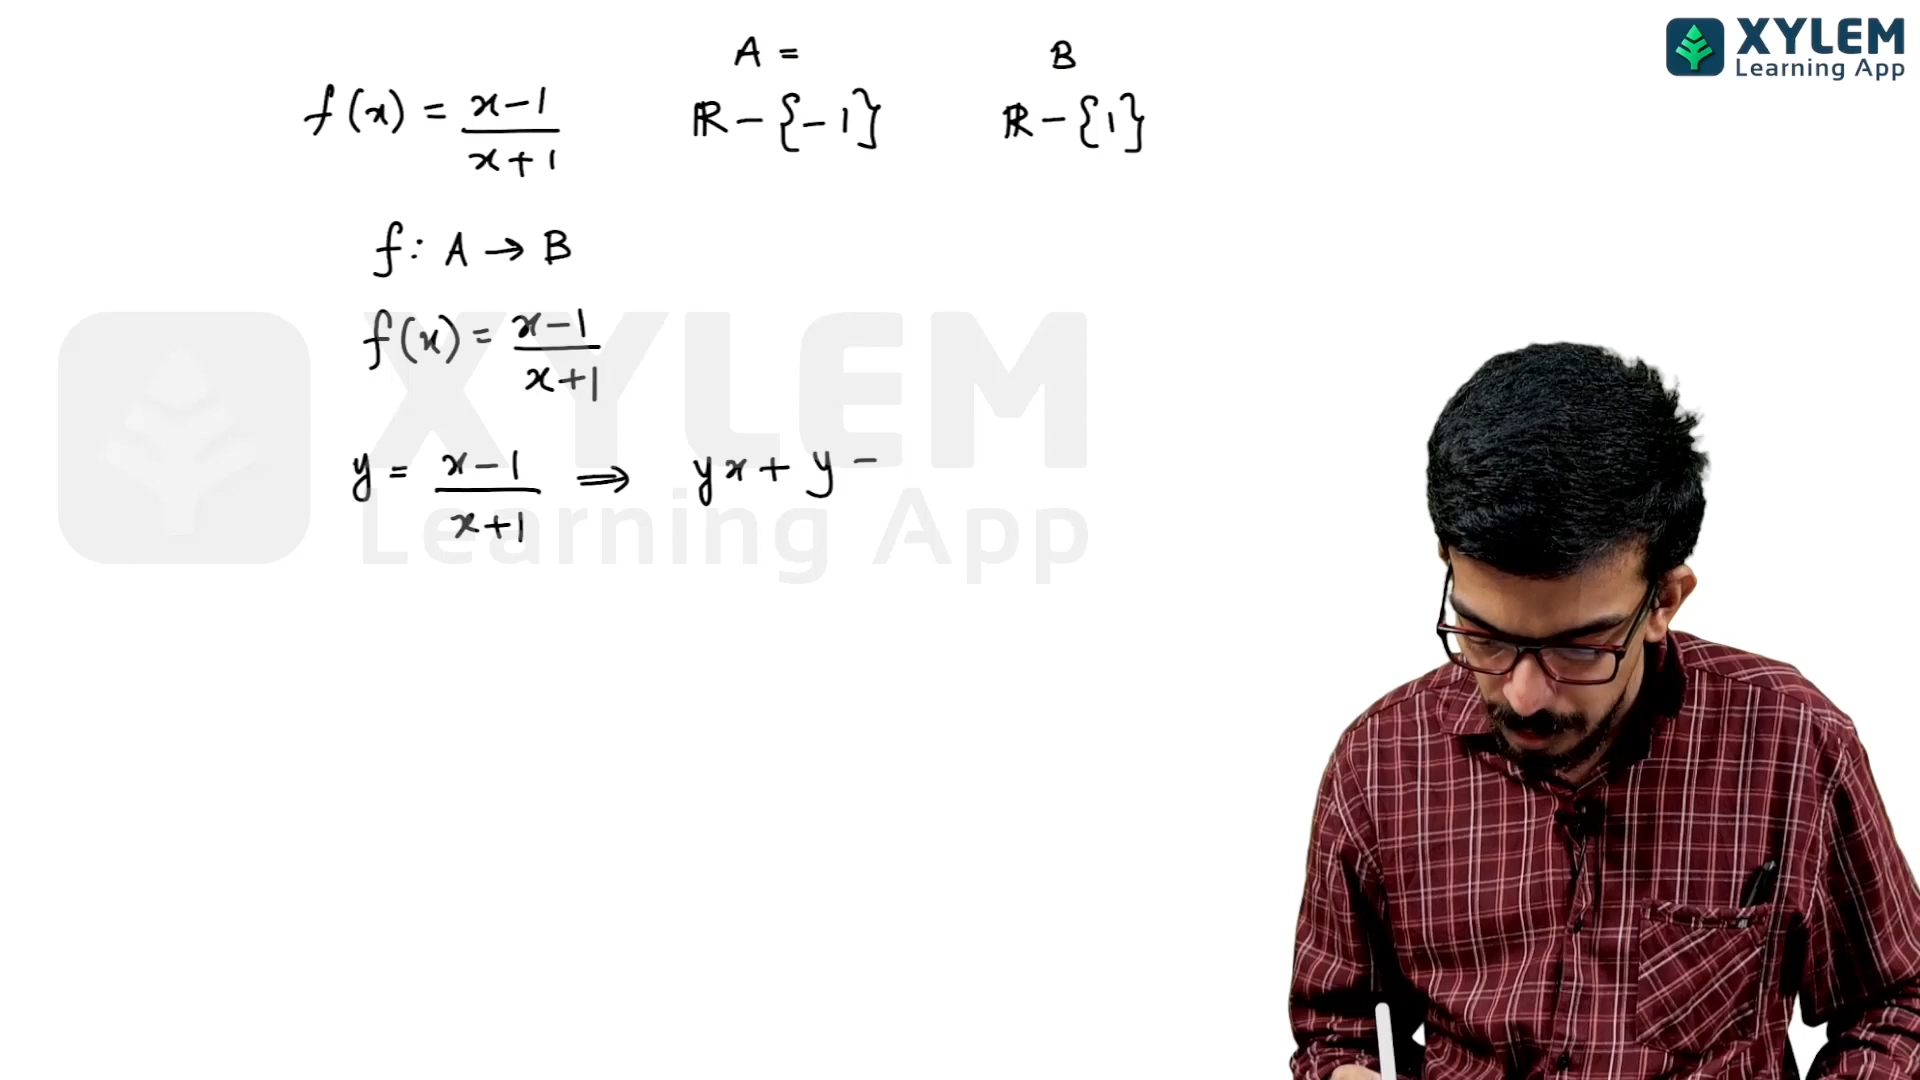 XYLEM
Learning App
A =
B
f(x) = x-1/x+1
R-{-1}
R-{1}
f: A → B
f(x) = x-1/x+1
y = x-1/x+1 ⇒ yx + y -
XYLEM
Learning App